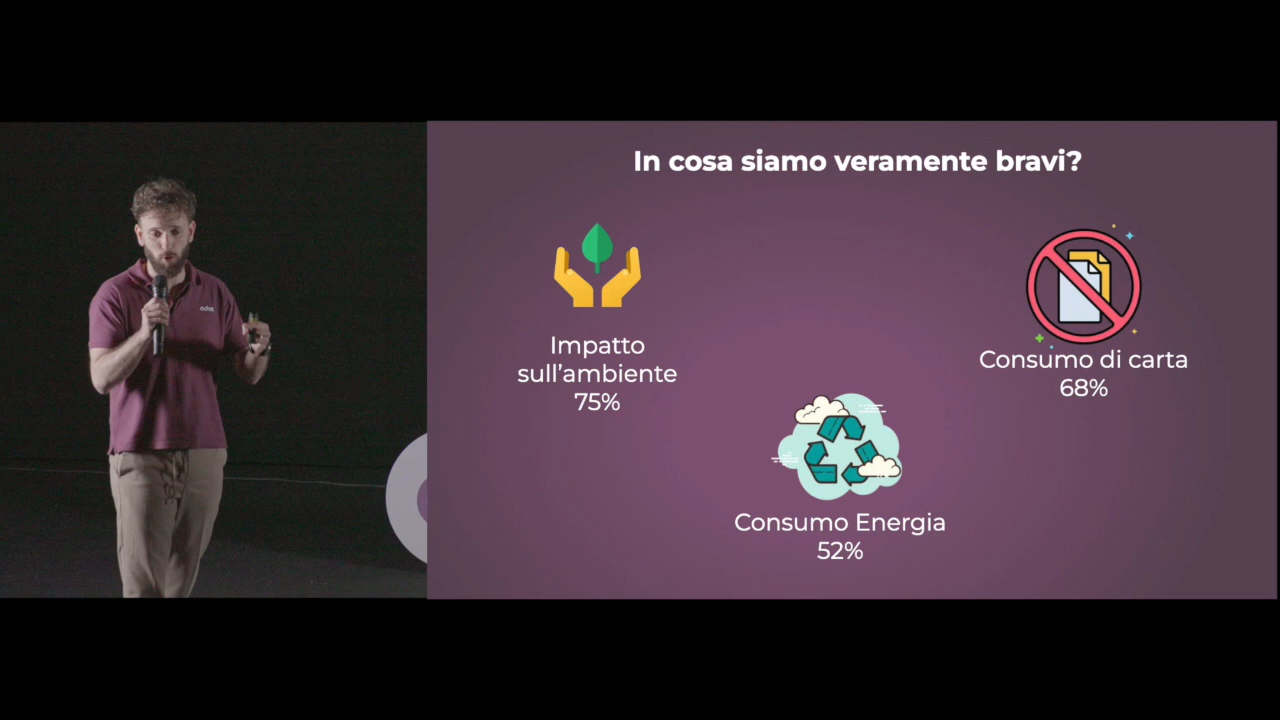 In cosa siamo veramente bravi?
Impatto
sull'ambiente
75%
Consumo di carta
68%
Consumo Energia
52%